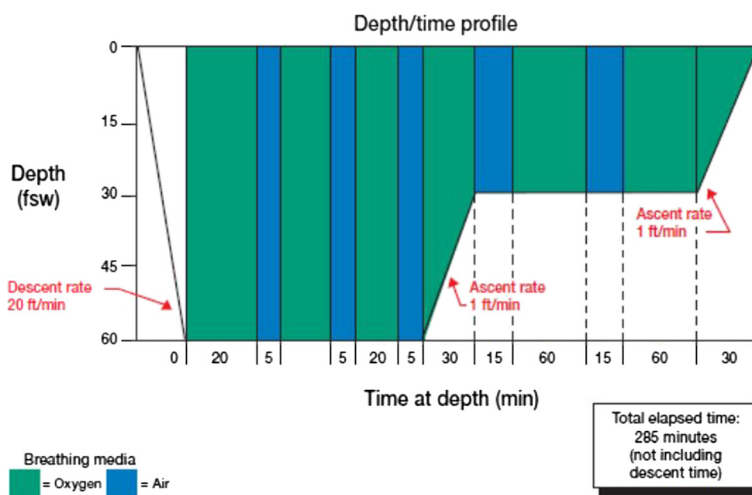 Depth/time profile
0
15
30
45
60
Depth
(fsw)
Descent rate
20 ft/min
Ascent rate
1 ft/min
Ascent rate
1 ft/min
0 20 5 5 20 5 30 15 60 15 60 30
Time at depth (min)
Total elapsed time:
285 minutes
(not including
descent time)
Breathing media
= Oxygen = Air